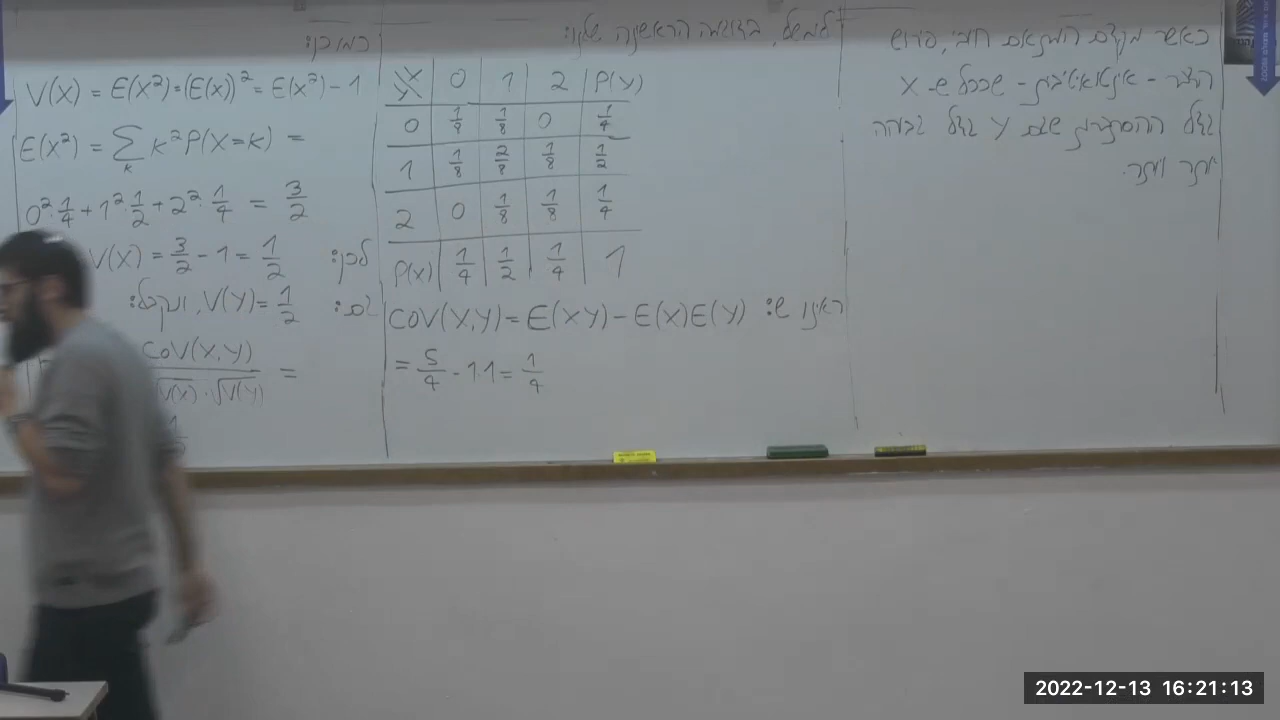 כאשר מקדם המתאם חיובי, פירוש
הדבר - אינטואיטיבית - שככל ש-X
גדל ההסתברות שגם Y גדל גבוהה
יותר ויותר.
למשל, בדוגמה הראשונה שלנו:
X 0 1 2 P(Y)
Y
0 1/8 1/8 0 1/4
1 1/8 2/8 1/8 1/2
2 0 1/8 1/8 1/4
P(X) 1/4 1/2 1/4 1
ראינו ש: COV(X,Y) = E(XY) - E(X)E(Y)
= 5/4 - 1·1 = 1/4
כמו כן:
V(X) = E(X²) - (E(X))² = E(X²) - 1
E(X²) = Σ_k k² P(X=k) =
0²·1/4 + 1²·1/2 + 2²·1/4 = 3/2
לכן: V(X) = 3/2 - 1 = 1/2
V(Y) = 1/2, ונקבל:
COV(X,Y)
=
√V(X) · √V(Y)
2022-12-13 16:21:13